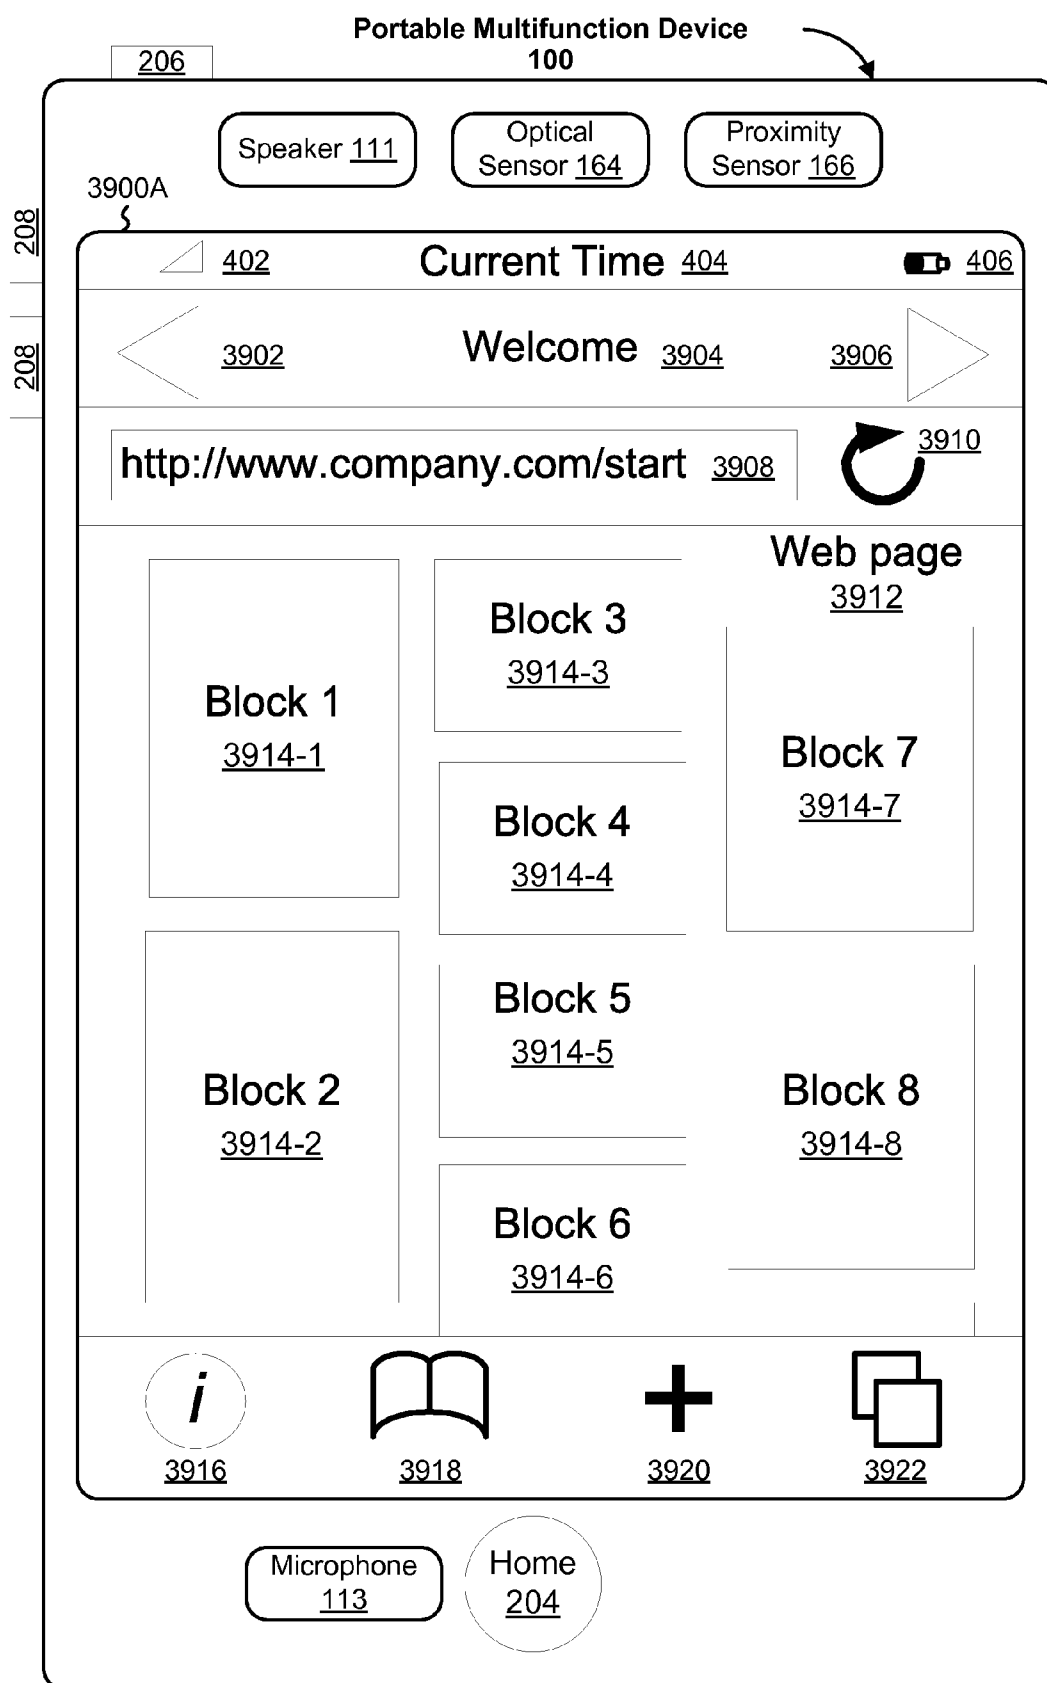 Portable Multifunction Device
100
206
Speaker 111
Optical
Sensor 164
Proximity
Sensor 166
3900A
208
208
402
Current Time 404
406
3902
Welcome 3904
3906
http://www.company.com/start 3908
3910
Web page
3912
Block 1
3914-1
Block 2
3914-2
Block 3
3914-3
Block 4
3914-4
Block 5
3914-5
Block 6
3914-6
Block 7
3914-7
Block 8
3914-8
i
3916
3918
3920
3922
Microphone
113
Home
204